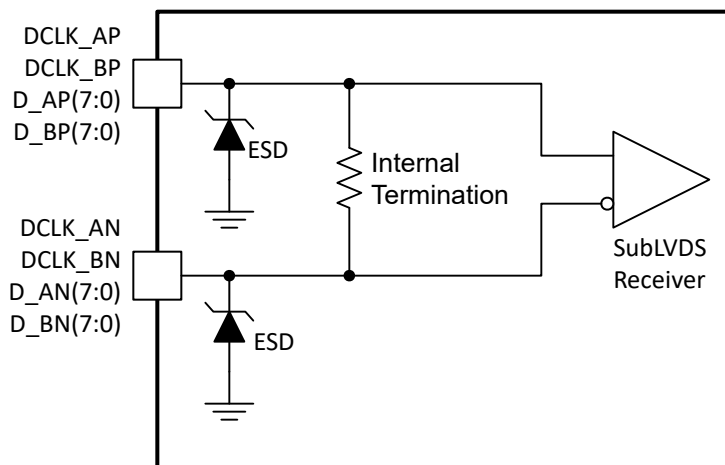 DCLK_AP
DCLK_BP
D_AP(7:0)
D_BP(7:0)
ESD
Internal
Termination
DCLK_AN
DCLK_BN
D_AN(7:0)
D_BN(7:0)
ESD
SubLVDS
Receiver